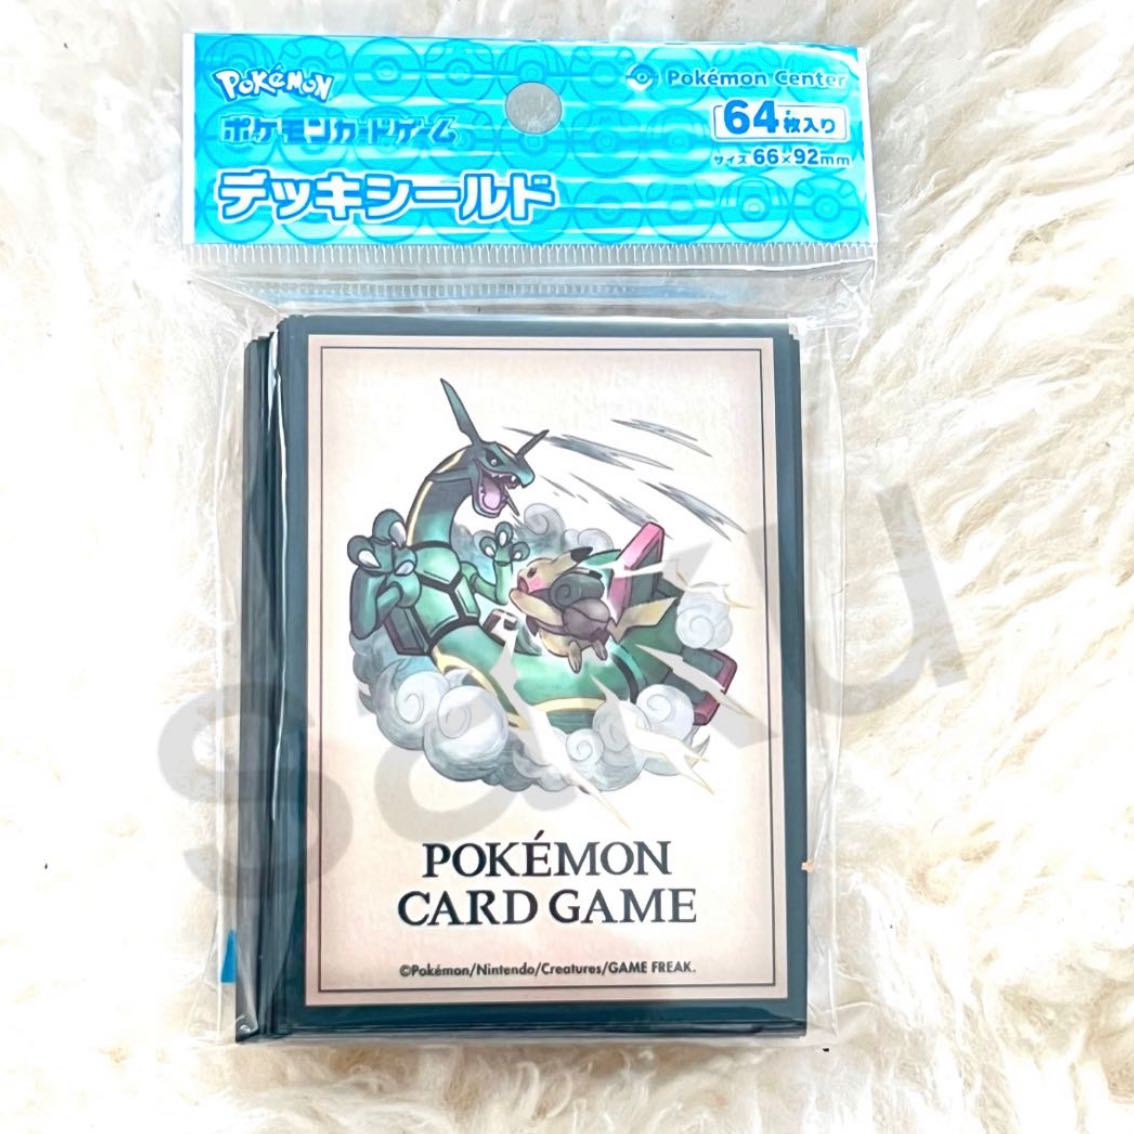 Pokémon
Pokémon Center
ポケモンカードゲーム
64枚入り
サイズ 66×92mm
デッキシールド
saku
POKÉMON
CARD GAME
©Pokémon/Nintendo/Creatures/GAME FREAK.